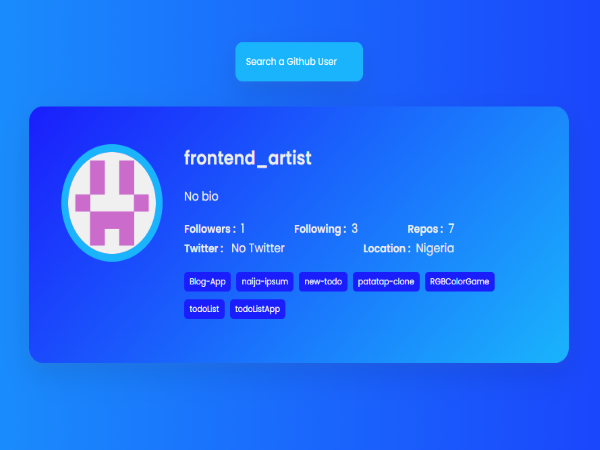 Search a Github User
frontend_artist
No bio
Followers : 1 Following : 3 Repos : 7
Twitter : No Twitter Location : Nigeria
Blog-App naija-ipsum new-todo patatap-clone RGBColorGame
todoList todoListApp